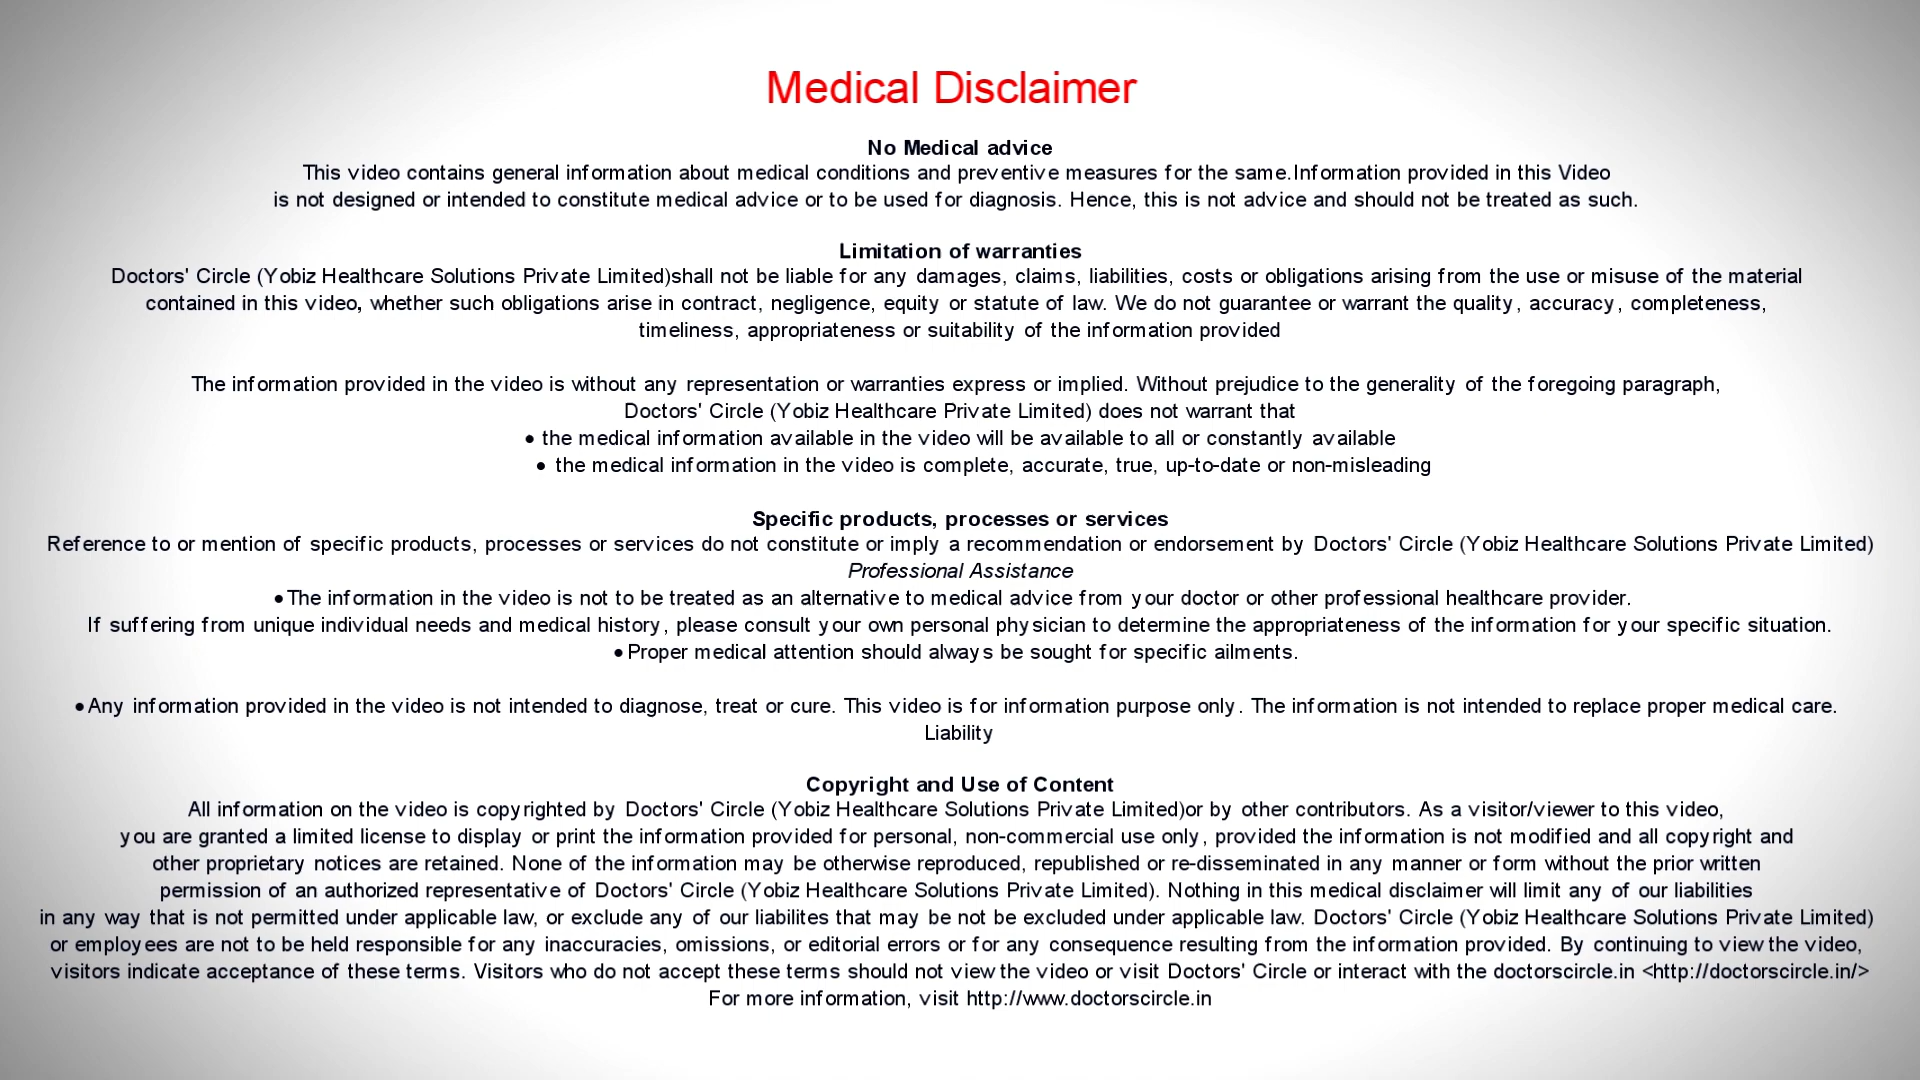 Medical Disclaimer
No Medical advice
This video contains general information about medical conditions and preventive measures for the same.Information provided in this Video
is not designed or intended to constitute medical advice or to be used for diagnosis. Hence, this is not advice and should not be treated as such.
Limitation of warranties
Doctors' Circle (Yobiz Healthcare Solutions Private Limited)shall not be liable for any damages, claims, liabilities, costs or obligations arising from the use or misuse of the material
contained in this video, whether such obligations arise in contract, negligence, equity or statute of law. We do not guarantee or warrant the quality, accuracy, completeness,
timeliness, appropriateness or suitability of the information provided
The information provided in the video is without any representation or warranties express or implied. Without prejudice to the generality of the foregoing paragraph,
Doctors' Circle (Yobiz Healthcare Private Limited) does not warrant that
• the medical information available in the video will be available to all or constantly available
• the medical information in the video is complete, accurate, true, up-to-date or non-misleading
Specific products, processes or services
Reference to or mention of specific products, processes or services do not constitute or imply a recommendation or endorsement by Doctors' Circle (Yobiz Healthcare Solutions Private Limited)
Professional Assistance
•The information in the video is not to be treated as an alternative to medical advice from your doctor or other professional healthcare provider.
If suffering from unique individual needs and medical history, please consult your own personal physician to determine the appropriateness of the information for your specific situation.
•Proper medical attention should always be sought for specific ailments.
•Any information provided in the video is not intended to diagnose, treat or cure. This video is for information purpose only. The information is not intended to replace proper medical care.
Liability
Copyright and Use of Content
All information on the video is copyrighted by Doctors' Circle (Yobiz Healthcare Solutions Private Limited)or by other contributors. As a visitor/viewer to this video,
you are granted a limited license to display or print the information provided for personal, non-commercial use only, provided the information is not modified and all copyright and
other proprietary notices are retained. None of the information may be otherwise reproduced, republished or re-disseminated in any manner or form without the prior written
permission of an authorized representative of Doctors' Circle (Yobiz Healthcare Solutions Private Limited). Nothing in this medical disclaimer will limit any of our liabilities
in any way that is not permitted under applicable law, or exclude any of our liabilites that may be not be excluded under applicable law. Doctors' Circle (Yobiz Healthcare Solutions Private Limited)
or employees are not to be held responsible for any inaccuracies, omissions, or editorial errors or for any consequence resulting from the information provided. By continuing to view the video,
visitors indicate acceptance of these terms. Visitors who do not accept these terms should not view the video or visit Doctors' Circle or interact with the doctorscircle.in <http://doctorscircle.in/>
For more information, visit http://www.doctorscircle.in